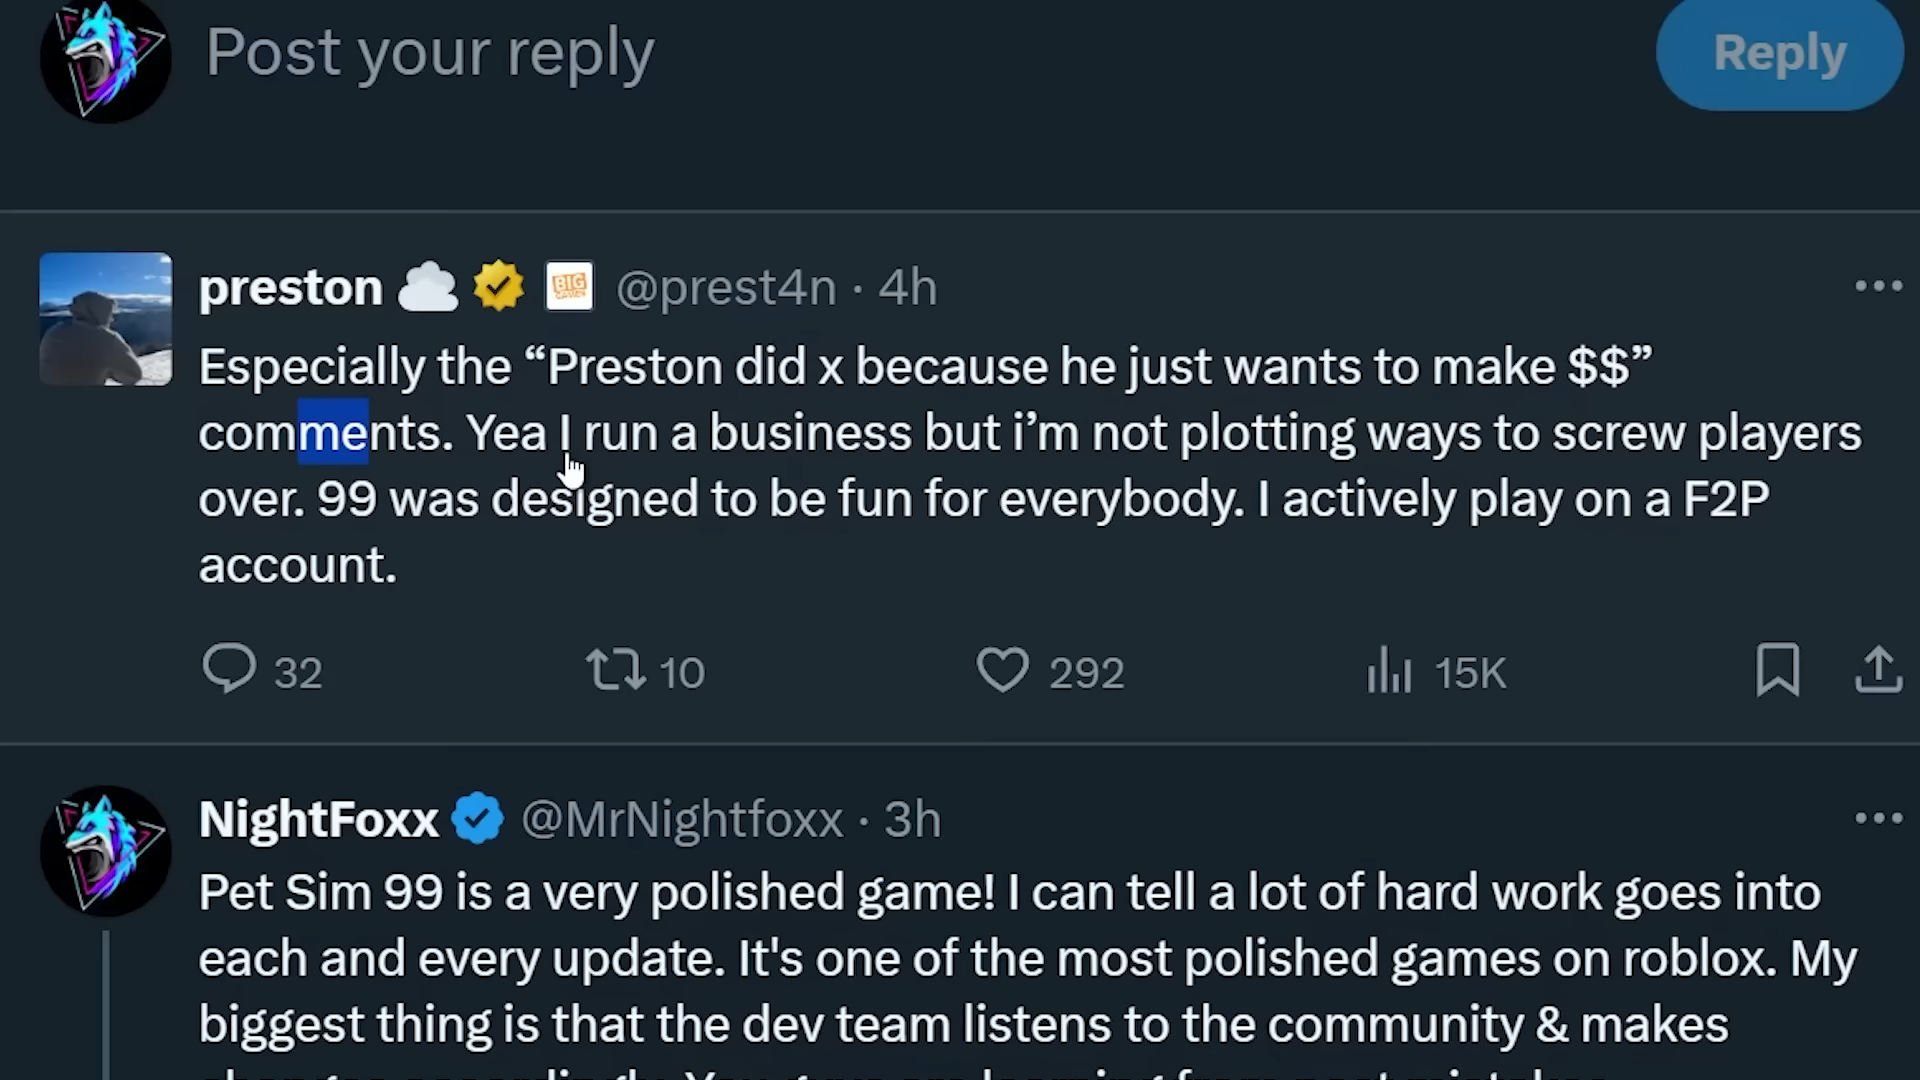 Post your reply
Reply
preston BIG GAMES @prest4n · 4h
Especially the “Preston did x because he just wants to make $$”
comments. Yea I run a business but i’m not plotting ways to screw players
over. 99 was designed to be fun for everybody. I actively play on a F2P
account.
32 10 292 15K
NightFoxx @MrNightfoxx · 3h
Pet Sim 99 is a very polished game! I can tell a lot of hard work goes into
each and every update. It's one of the most polished games on roblox. My
biggest thing is that the dev team listens to the community & makes